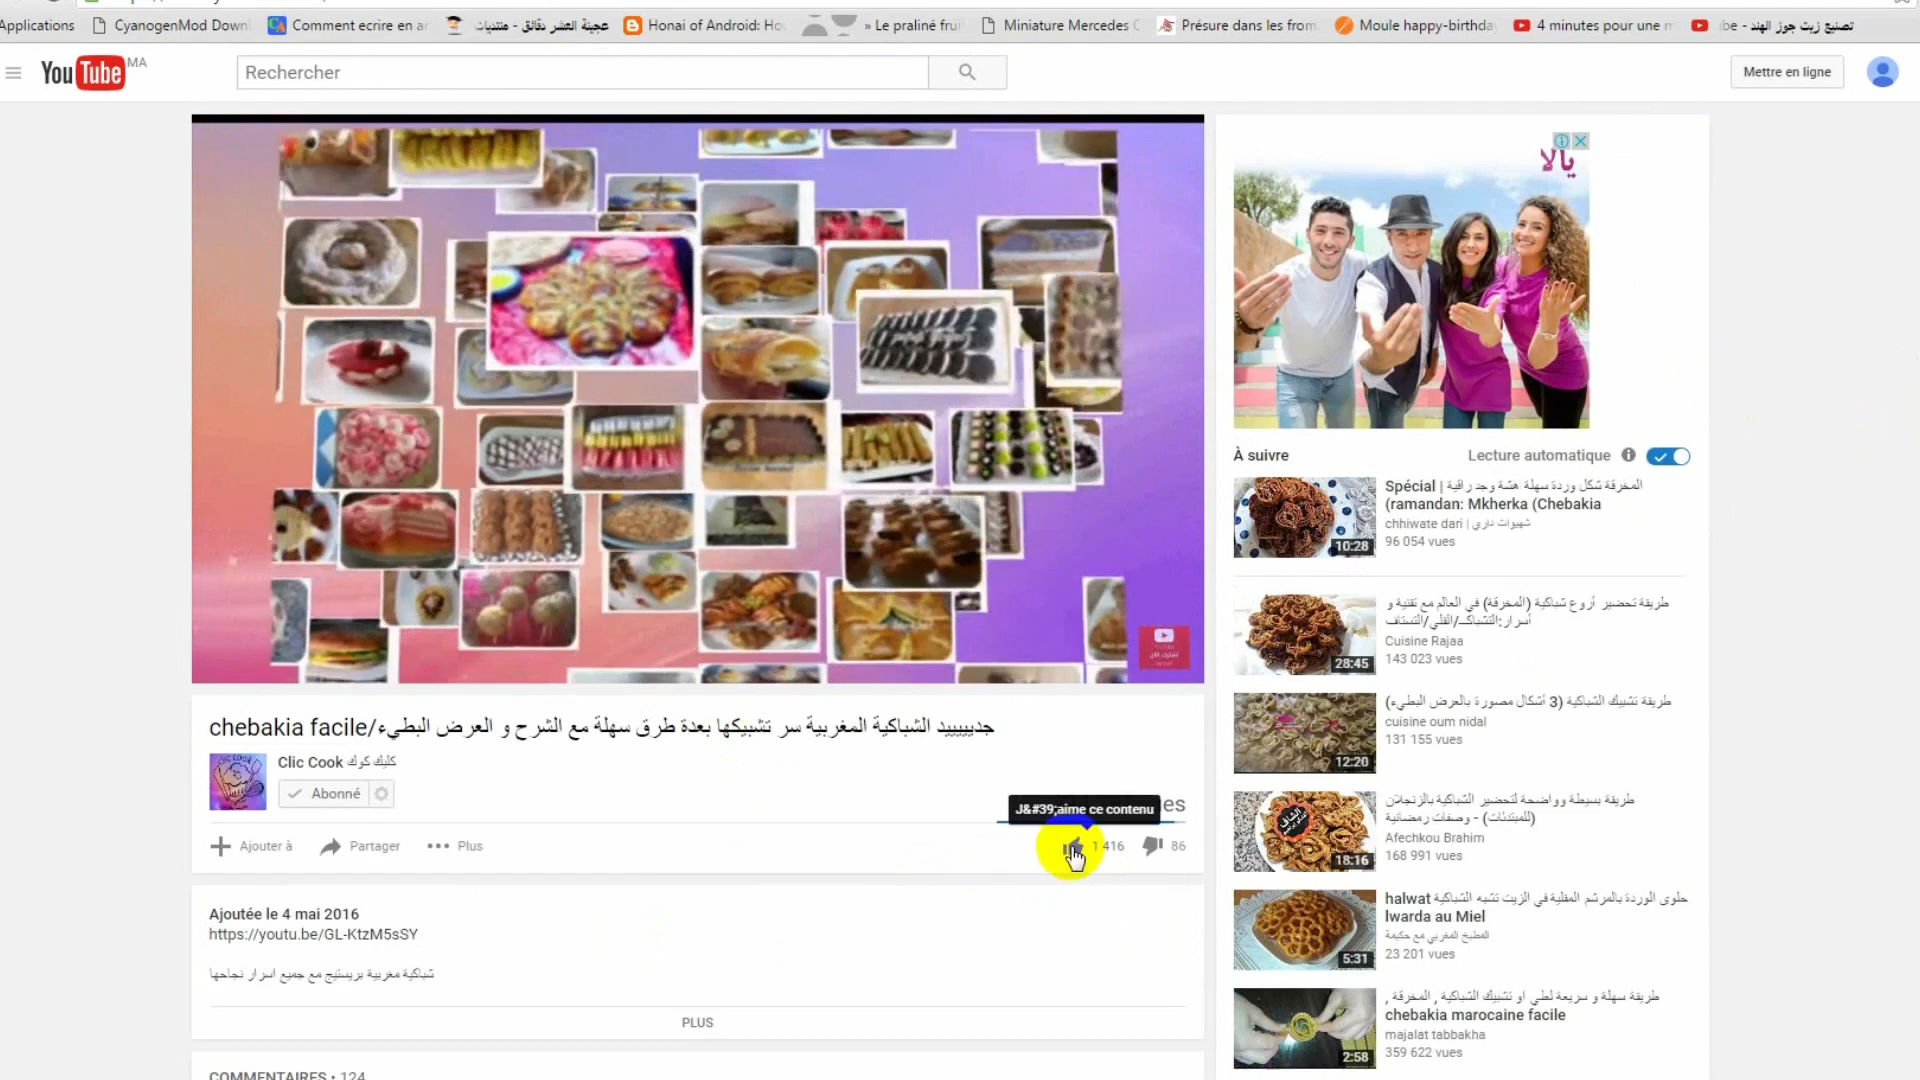 Applications
CyanogenMod Down
Comment ecrire en ar
عجينة العشر دقائق - منتديات
Honai of Android: Ho
» Le praliné frui
Miniature Mercedes C
Présure dans les from
Moule happy-birthda
4 minutes pour une m
تصنيع زيت جوز الهند - be
YouTube MA
Rechercher
Mettre en ligne
يالا
chebakia facile/جديييييد الشباكية المغربية سر تشبيكها بعدة طرق سهلة مع الشرح و العرض البطيء
Clic Cook كليك كوك
Abonné
J&#39;aime ce contenu
es
Ajouter à
Partager
Plus
1 416
86
Ajoutée le 4 mai 2016
https://youtu.be/GL-KtzM5sSY
شباكية مغربية بريستيج مع جميع اسرار نجاحها
PLUS
COMMENTAIRES • 124
À suivre
Lecture automatique
Spécial | المخرقة شكل وردة سهلة هشة وجد راقية
(ramandan: Mkherka (Chebakia
chhiwate dari | شهيوات داري
96 054 vues
10:28
طريقة تحضير أروع شباكية (المخرقة) في العالم مع تقنية و
أسرار:التشباك/القلي/التستاف
Cuisine Rajaa
143 023 vues
28:45
طريقة تشبيك الشباكية (3 أشكال مصورة بالعرض البطيء)
cuisine oum nidal
131 155 vues
12:20
طريقة بسيطة وواضحة لتحضير الشباكية بالزنجلان
(للمبتدئات) - وصفات رمضانية
Afechkou Brahim
168 991 vues
18:16
halwat حلوى الوردة بالمرشم المقلية في الزيت تشبه الشباكية
lwarda au Miel
المطبخ المغربي مع حكيمة
23 201 vues
5:31
طريقة سهلة و سريعة لطي او تشبيك الشباكية , المخرقة ,
chebakia marocaine facile
majalat tabbakha
359 622 vues
2:58